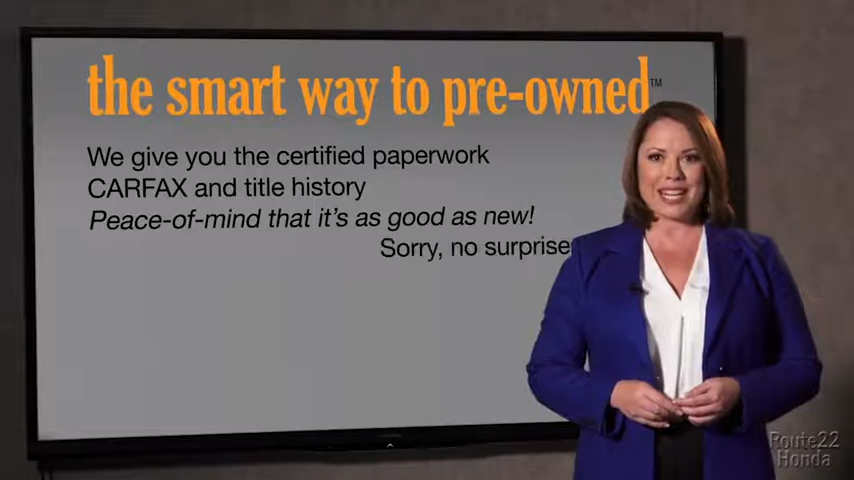 the smart way to pre-owned™
We give you the certified paperwork
CARFAX and title history
Peace-of-mind that it's as good as new!
Sorry, no surprise
Route22
Honda